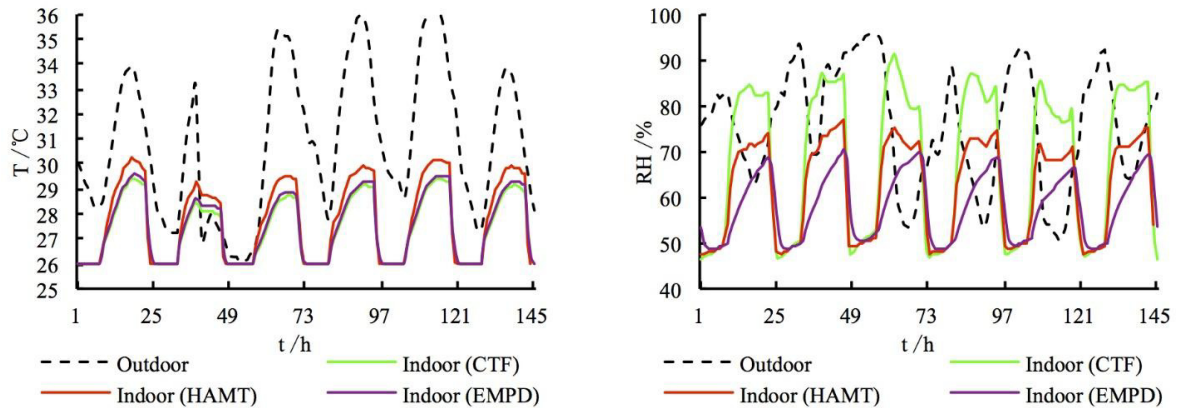 36
35
34
33
32
31
30
29
28
27
26
25
T /℃
1 25 49 73 97 121 145
t /h
Outdoor Indoor (CTF)
Indoor (HAMT) Indoor (EMPD)
100
90
80
70
60
50
40
RH /%
1 25 49 73 97 121 145
t /h
Outdoor Indoor (CTF)
Indoor (HAMT) Indoor (EMPD)